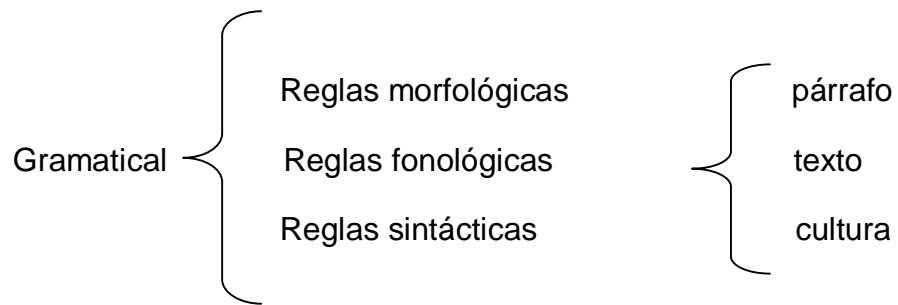 Reglas morfológicas párrafo
Gramatical Reglas fonológicas texto
Reglas sintácticas cultura